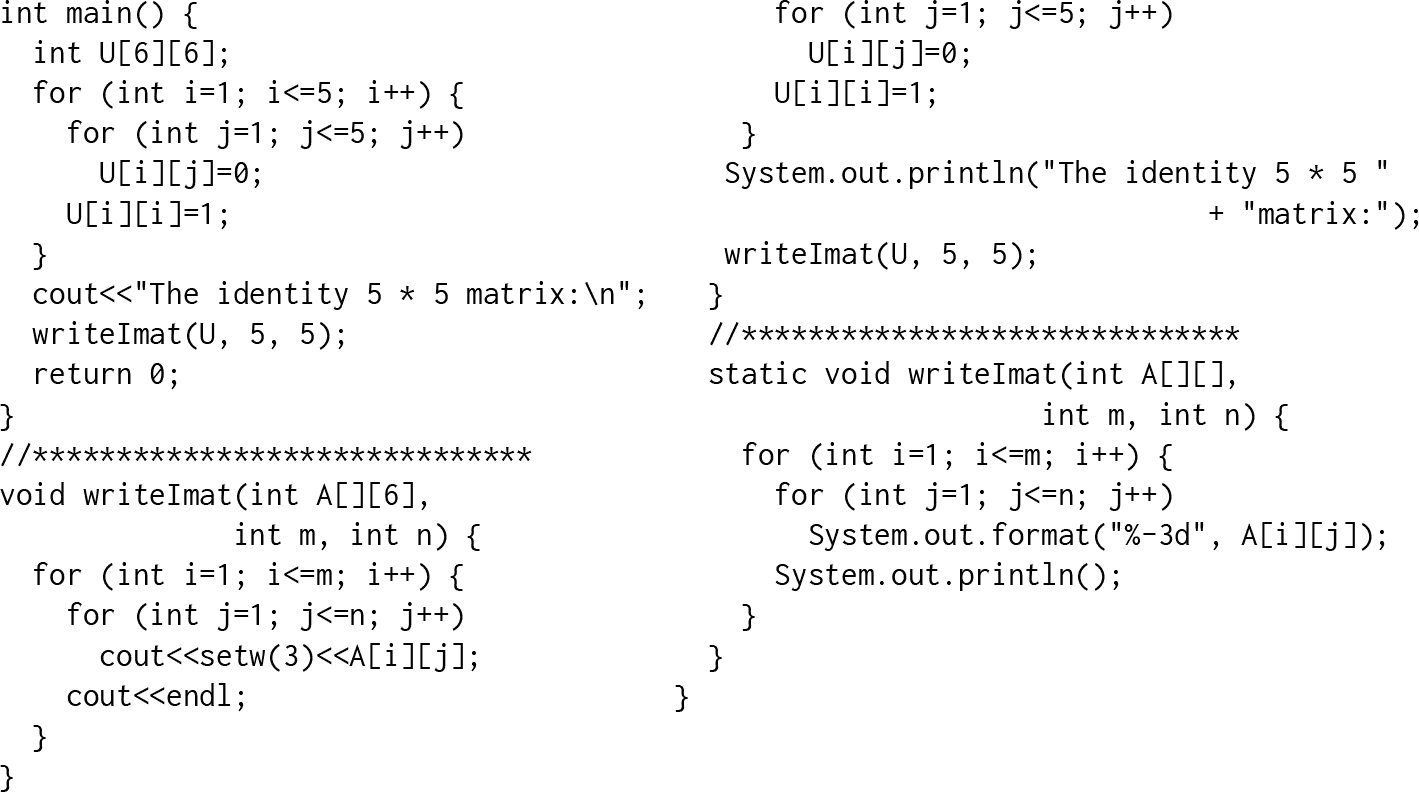 int main() {
  int U[6][6];
  for (int i=1; i<=5; i++) {
    for (int j=1; j<=5; j++)
      U[i][j]=0;
    U[i][i]=1;
  }
  cout<<"The identity 5 * 5 matrix:\n";
  writeImat(U, 5, 5);
  return 0;
}
//******************************
void writeImat(int A[][6],
              int m, int n) {
  for (int i=1; i<=m; i++) {
    for (int j=1; j<=n; j++)
      cout<<setw(3)<<A[i][j];
    cout<<endl;
  }
}
      for (int j=1; j<=5; j++)
        U[i][j]=0;
      U[i][i]=1;
    }
   System.out.println("The identity 5 * 5 "
                                + "matrix:");
   writeImat(U, 5, 5);
  }
  //******************************
  static void writeImat(int A[][],
                      int m, int n) {
    for (int i=1; i<=m; i++) {
      for (int j=1; j<=n; j++)
        System.out.format("%-3d", A[i][j]);
      System.out.println();
    }
  }
}